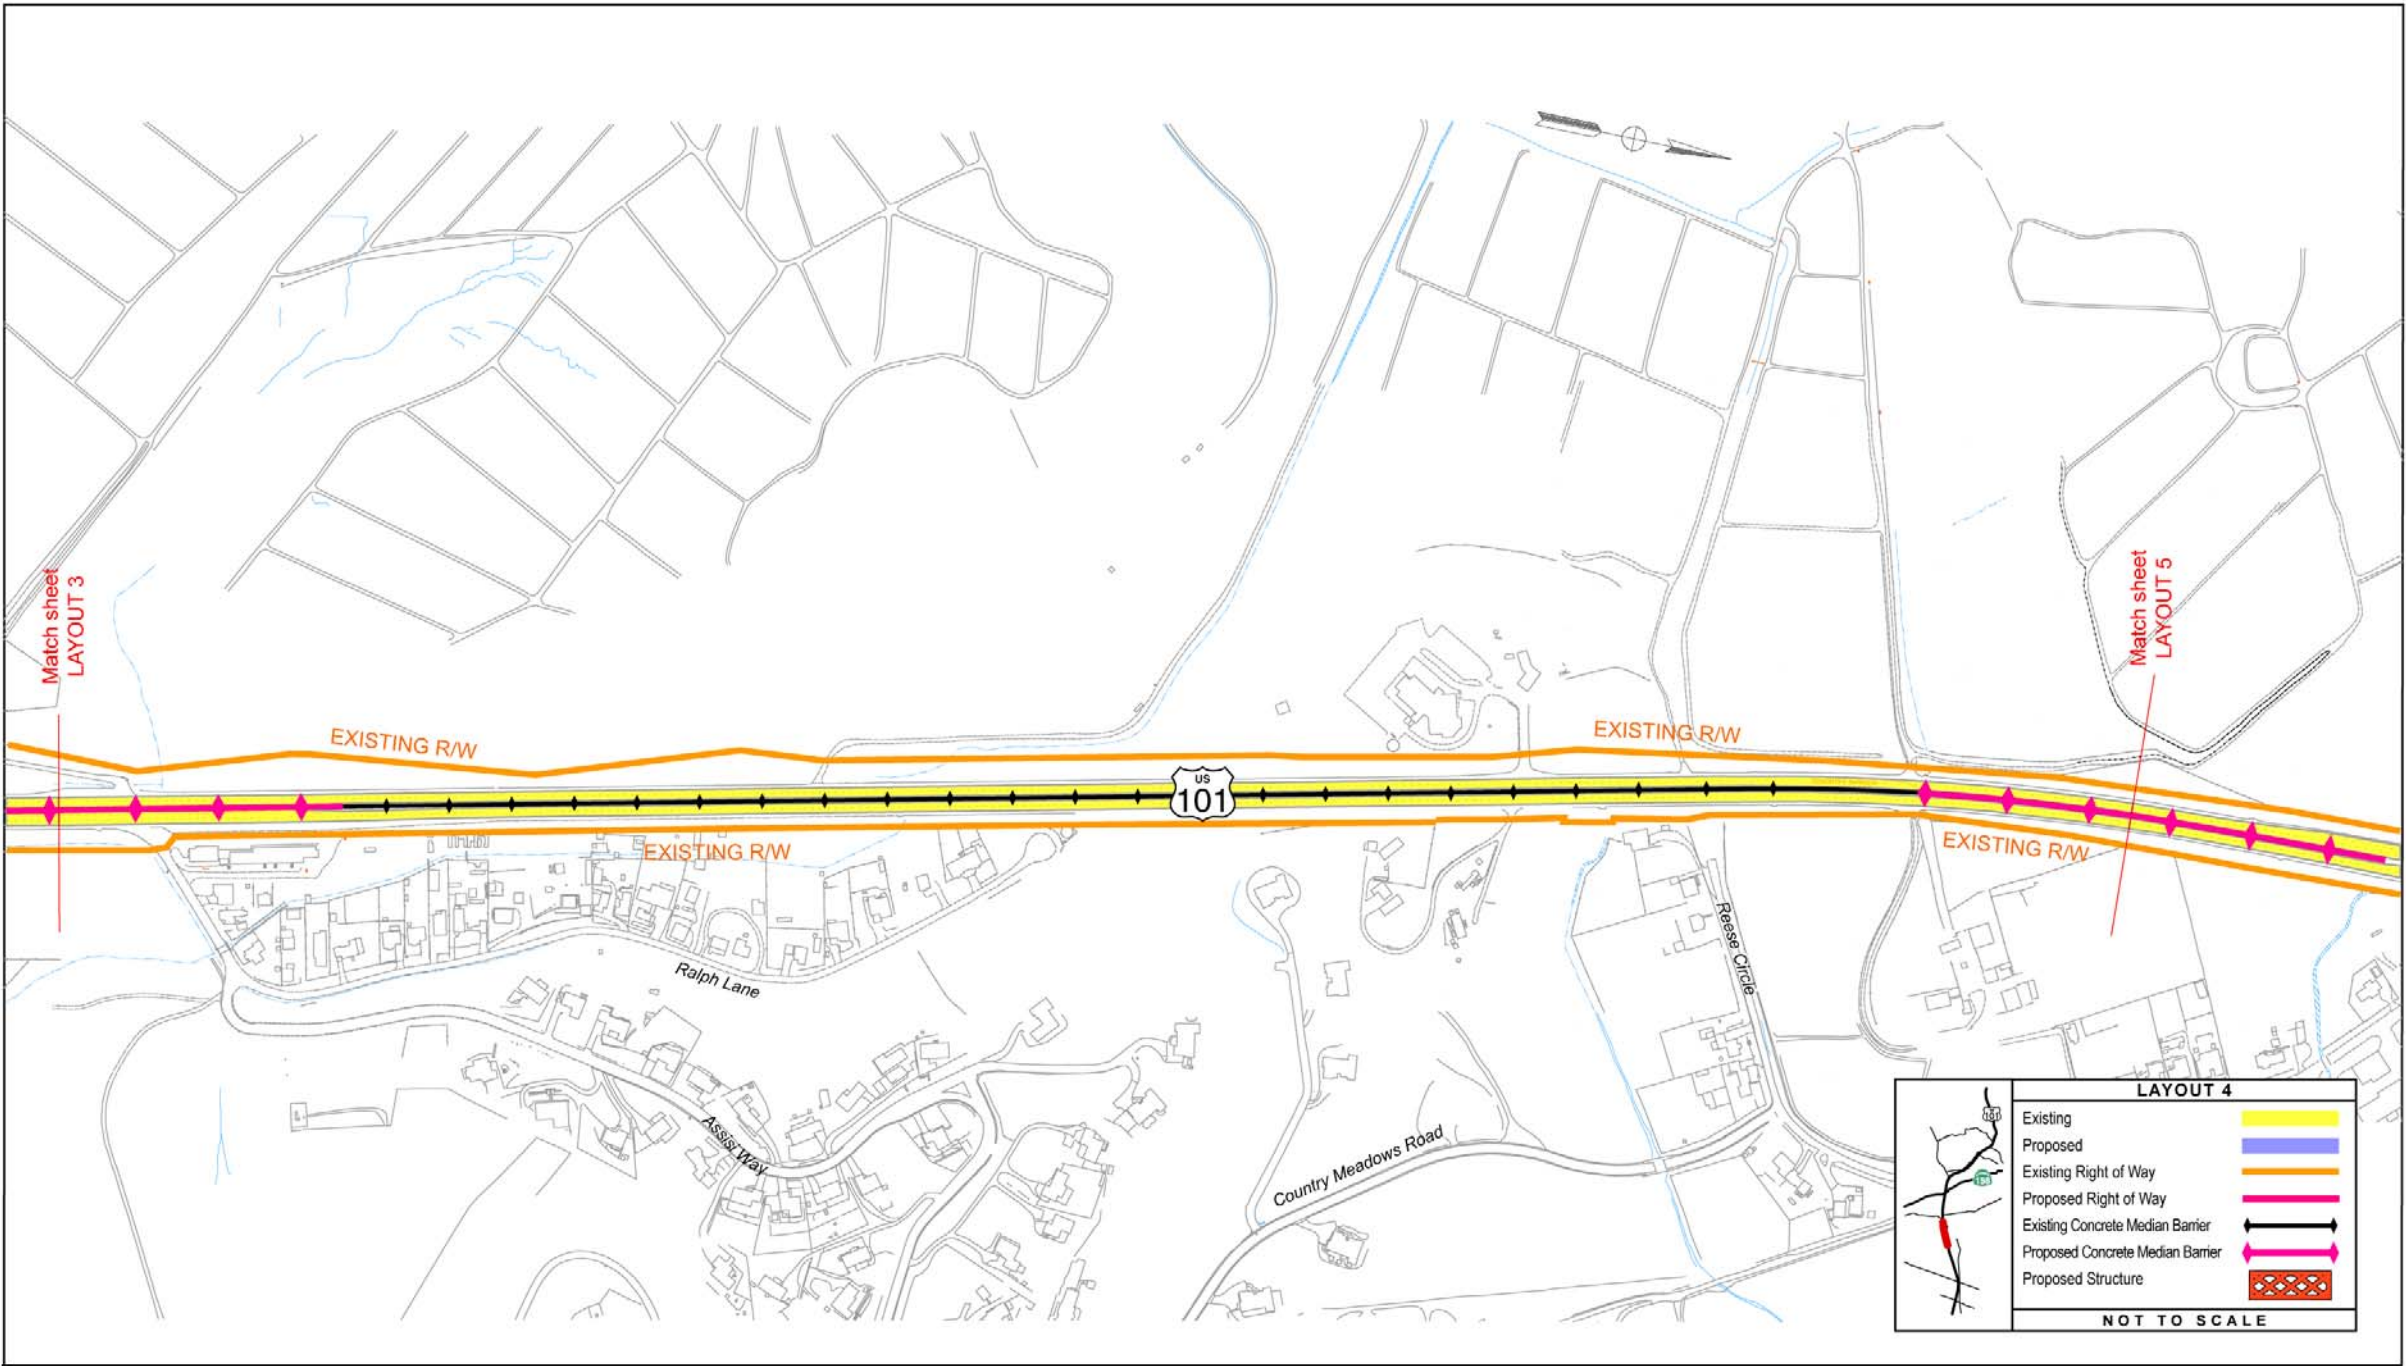 Match sheet
LAYOUT 3
Match sheet
LAYOUT 5
EXISTING R/W
EXISTING R/W
US
101
EXISTING R/W
EXISTING R/W
Ralph Lane
Reese Circle
Assisi Way
Country Meadows Road
LAYOUT 4
101
156
Existing
Proposed
Existing Right of Way
Proposed Right of Way
Existing Concrete Median Barrier
Proposed Concrete Median Barrier
Proposed Structure
NOT TO SCALE